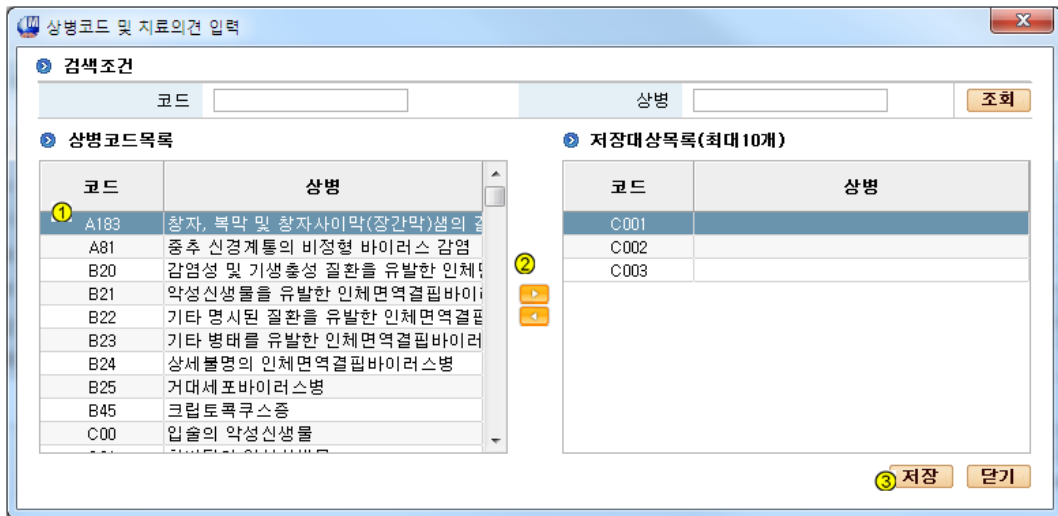 상병코드 및 치료의견 입력
검색조건
코드 상병 조회
상병코드목록 저장대상목록(최대10개)
코드 상병 코드 상병
① A183 창자, 복막 및 창자사이막(장간막)샘의 C001
A81 중추 신경계통의 비정형 바이러스 감염 C002
B20 감염성 및 기생충성 질환을 유발한 ② C003
B21 악성신생물을 유발한 인체면역결핍바이
B22 기타 명시된 질환을 유발한 인체면역결핍
B23 기타 병태를 유발한 인체면역결핍바이러
B24 상세불명의 인체면역결핍바이러스병
B25 거대세포바이러스병
B45 크립토콕쿠스증
C00 입술의 악성신생물
③ 저장 닫기